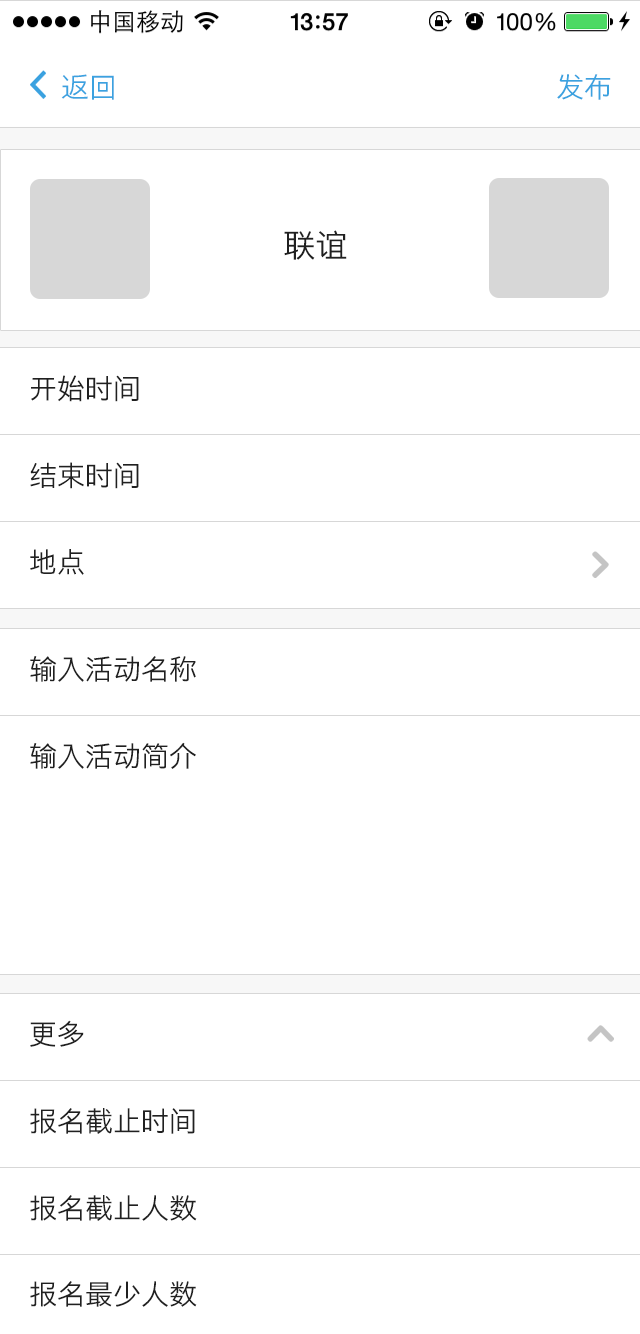 中国移动 13:57 100%
返回 发布
联谊
开始时间
结束时间
地点
输入活动名称
输入活动简介
更多
报名截止时间
报名截止人数
报名最少人数